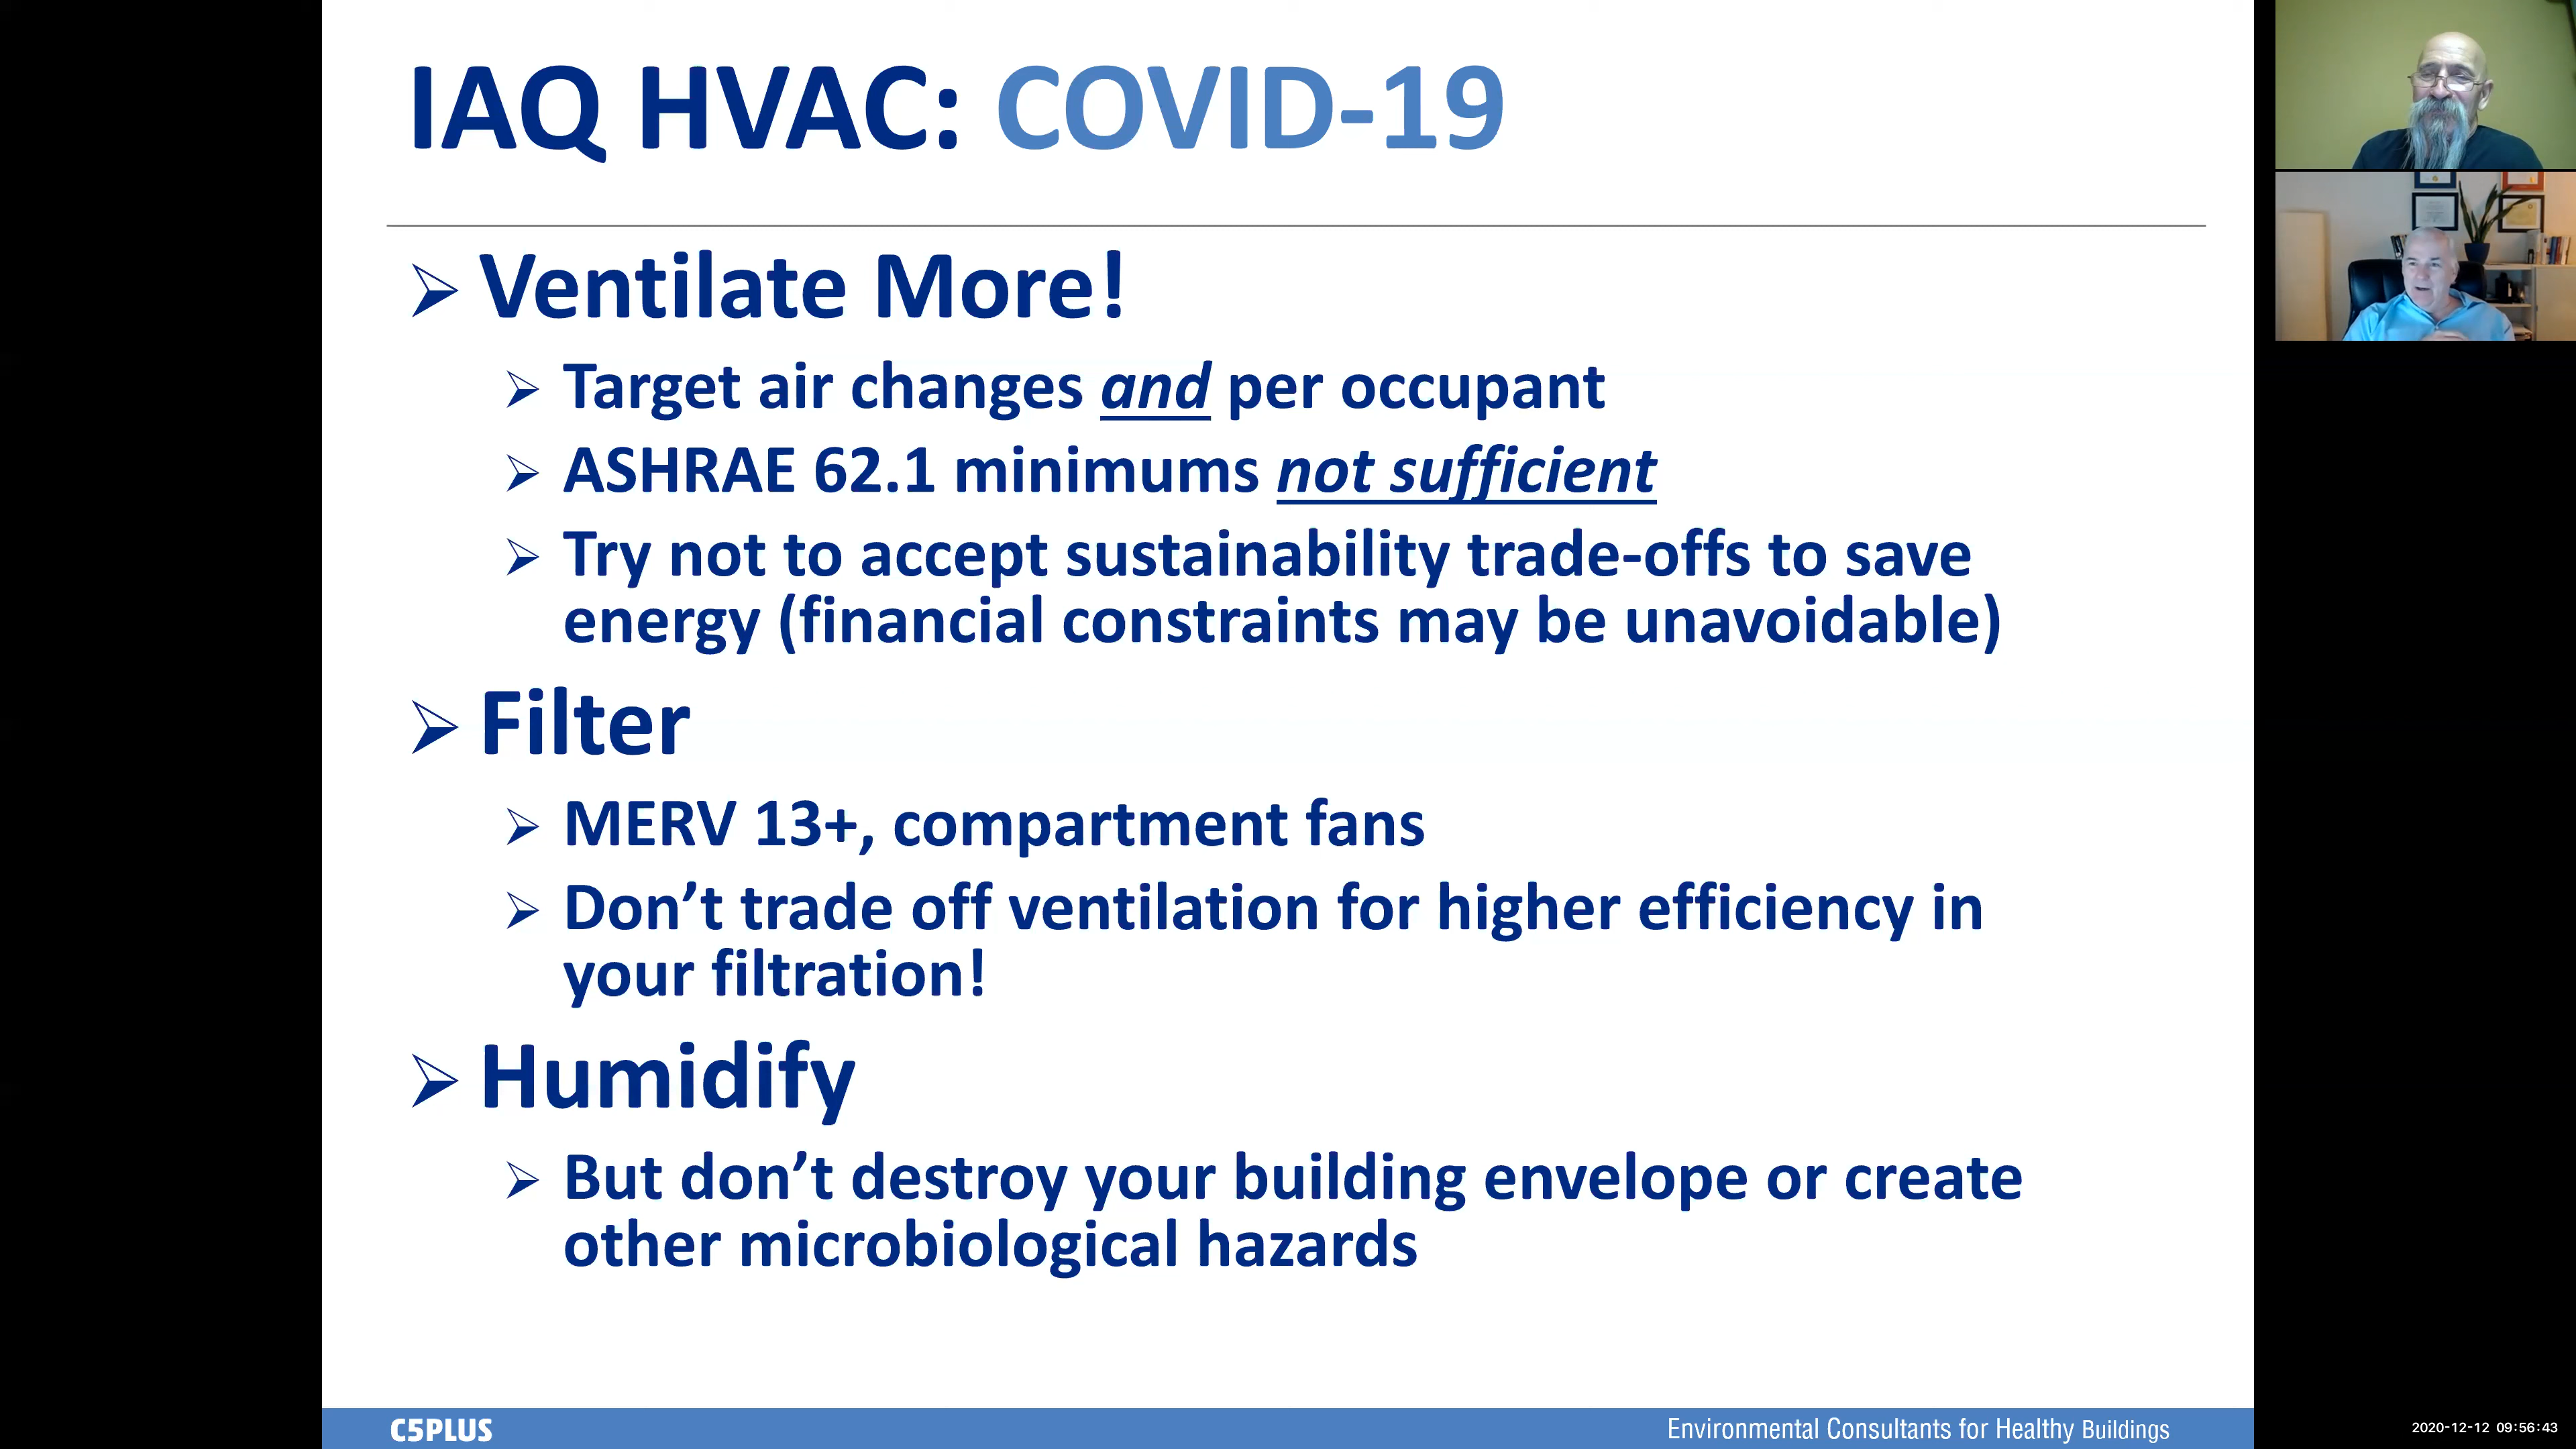 IAQ HVAC: COVID-19
Ventilate More!
Target air changes and per occupant
ASHRAE 62.1 minimums not sufficient
Try not to accept sustainability trade-offs to save
energy (financial constraints may be unavoidable)
Filter
MERV 13+, compartment fans
Don’t trade off ventilation for higher efficiency in
your filtration!
Humidify
But don’t destroy your building envelope or create
other microbiological hazards
C5PLUS
Environmental Consultants for Healthy Buildings
2020-12-12 09:56:43